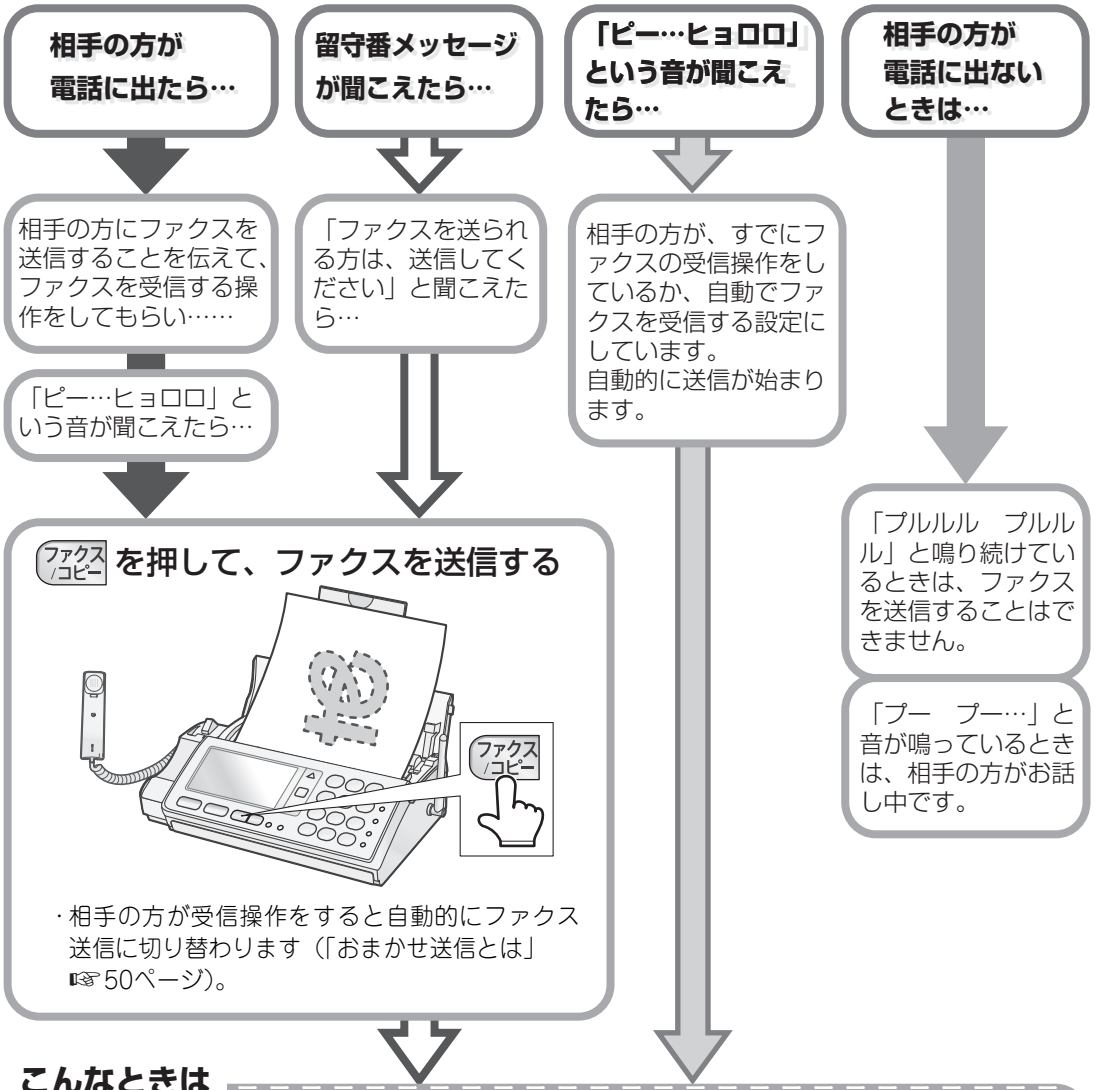 相手の方が
電話に出たら…
留守番メッセージ
が聞こえたら…
「ピー…ヒョロロ」
という音が聞こえ
たら…
相手の方が
電話に出ない
ときは…
相手の方にファクスを
送信することを伝えて、
ファクスを受信する操
作をしてもらい……
「ピー…ヒョロロ」と
いう音が聞こえたら…
「ファクスを送られ
る方は、送信してく
ださい」と聞こえた
ら…
相手の方が、すでにフ
ァクスの受信操作をし
ているか、自動でファ
クスを受信する設定に
しています。
自動的に送信が始まり
ます。
「プルルル　プルル
ル」と鳴り続けてい
るときは、ファクス
を送信することはで
きません。
「プー　プー…」と
音が鳴っているとき
は、相手の方がお話
し中です。
ファクス/コピー を押して、ファクスを送信する
ファクス
/コピー
・相手の方が受信操作をすると自動的にファクス
送信に切り替わります（「おまかせ送信とは」
☞50ページ）。
こんなときは